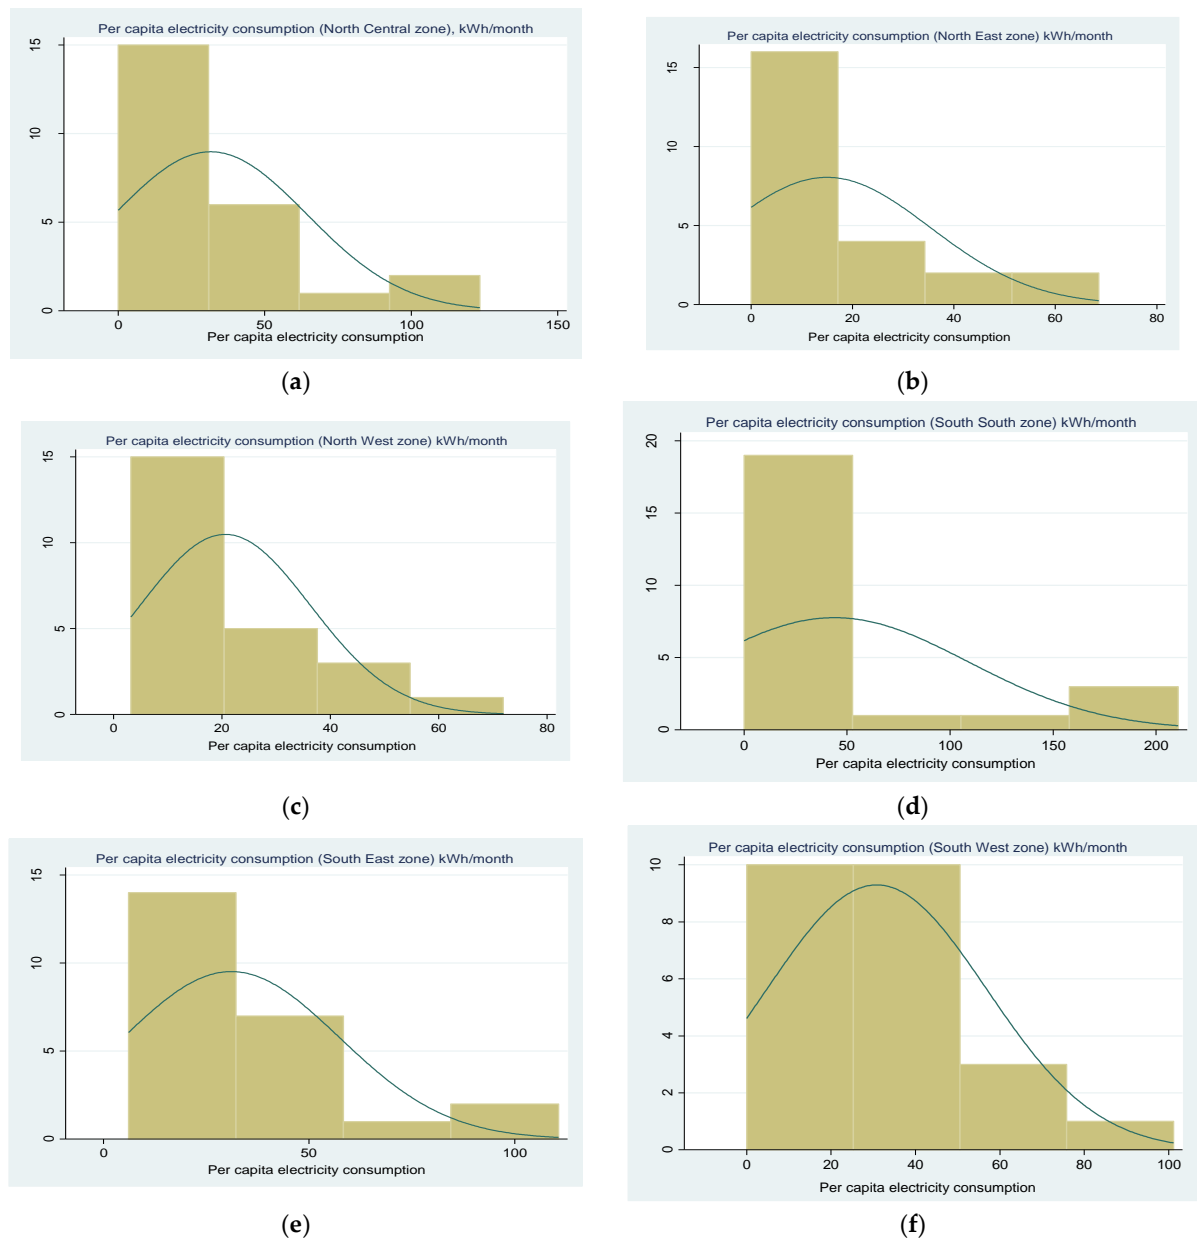 Per capita electricity consumption (North Central zone), kWh/month
15
10
5
0
0 50 100 150
Per capita electricity consumption
(a)
Per capita electricity consumption (North East zone) kWh/month
15
10
5
0
0 20 40 60 80
Per capita electricity consumption
(b)
Per capita electricity consumption (North West zone) kWh/month
15
10
5
0
0 20 40 60 80
Per capita electricity consumption
(c)
Per capita electricity consumption (South South zone) kWh/month
20
15
10
5
0
0 50 100 150 200
Per capita electricity consumption
(d)
Per capita electricity consumption (South East zone) kWh/month
15
10
5
0
0 50 100
Per capita electricity consumption
(e)
Per capita electricity consumption (South West zone) kWh/month
10
8
6
4
2
0
0 20 40 60 80 100
Per capita electricity consumption
(f)